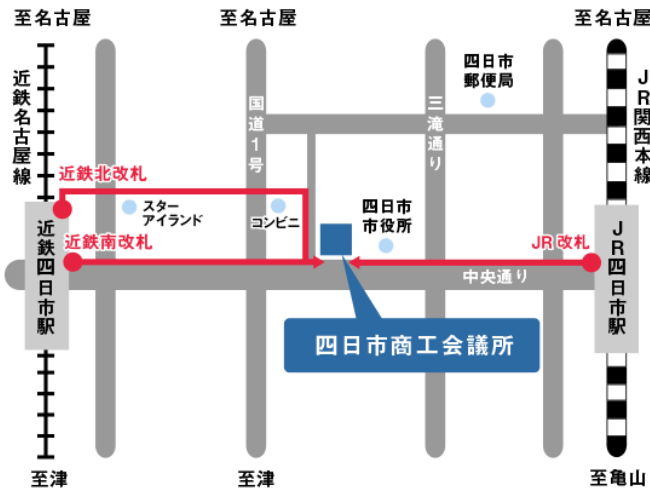 至名古屋
至名古屋
至名古屋
近鉄名古屋線
国道1号
三滝通り
四日市
郵便局
JR関西本線
近鉄北改札
スター
アイランド
コンビニ
四日市
市役所
近鉄南改札
JR 改札
近鉄四日市駅
中央通り
JR四日市駅
四日市商工会議所
至津
至津
至亀山